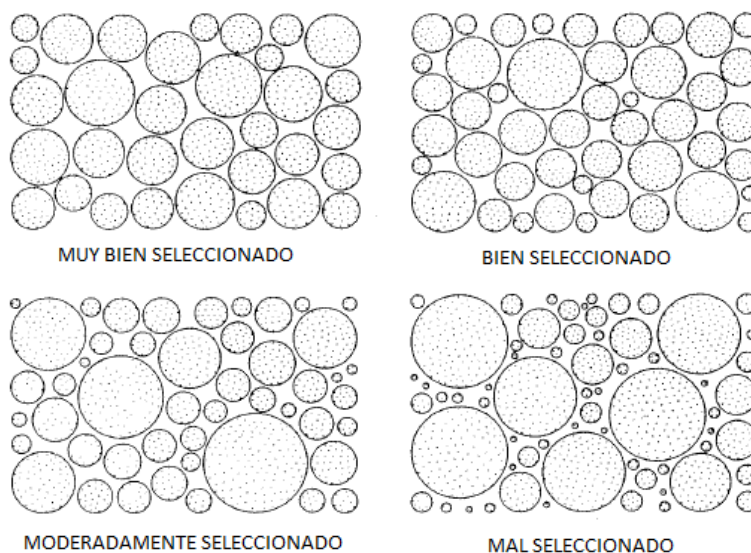 MUY BIEN SELECCIONADO
BIEN SELECCIONADO
MODERADAMENTE SELECCIONADO
MAL SELECCIONADO